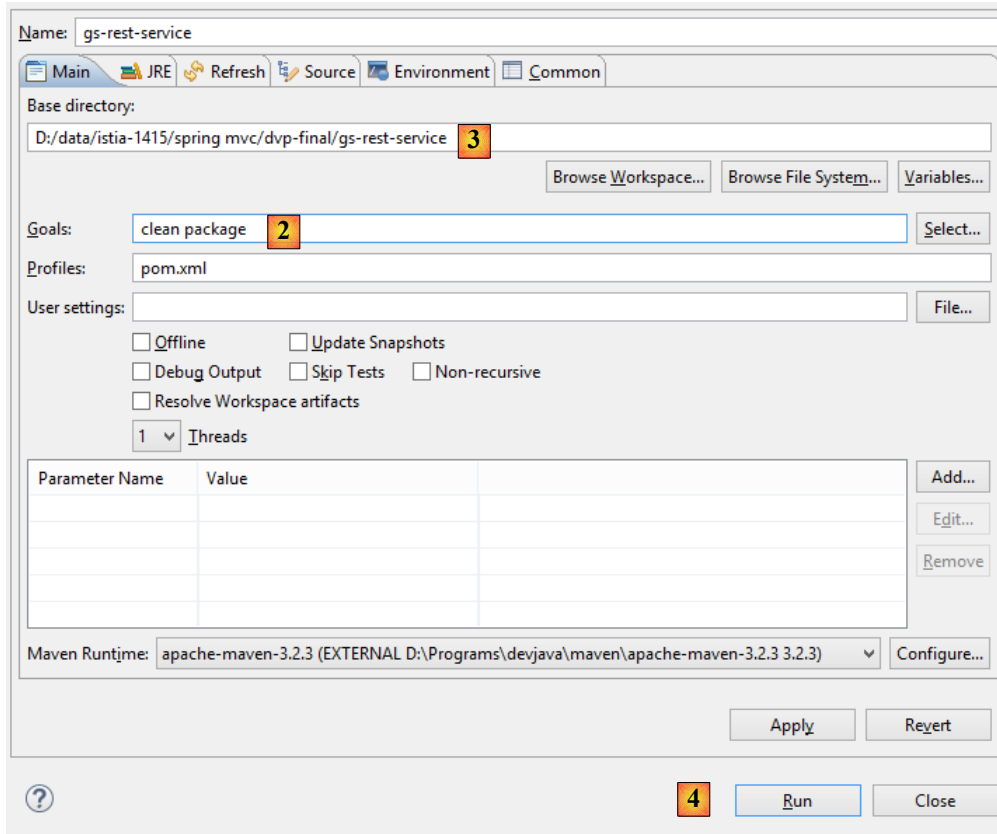 Name: gs-rest-service
Main JRE Refresh Source Environment Common
Base directory:
D:/data/istia-1415/spring mvc/dvp-final/gs-rest-service 3
Browse Workspace... Browse File System... Variables...
Goals: clean package 2 Select...
Profiles: pom.xml
User settings: File...
Offline Update Snapshots
Debug Output Skip Tests Non-recursive
Resolve Workspace artifacts
1 Threads
Parameter Name Value Add...
Edit...
Remove
Maven Runtime: apache-maven-3.2.3 (EXTERNAL D:\Programs\devjava\maven\apache-maven-3.2.3 3.2.3) Configure...
Apply Revert
? 4 Run Close